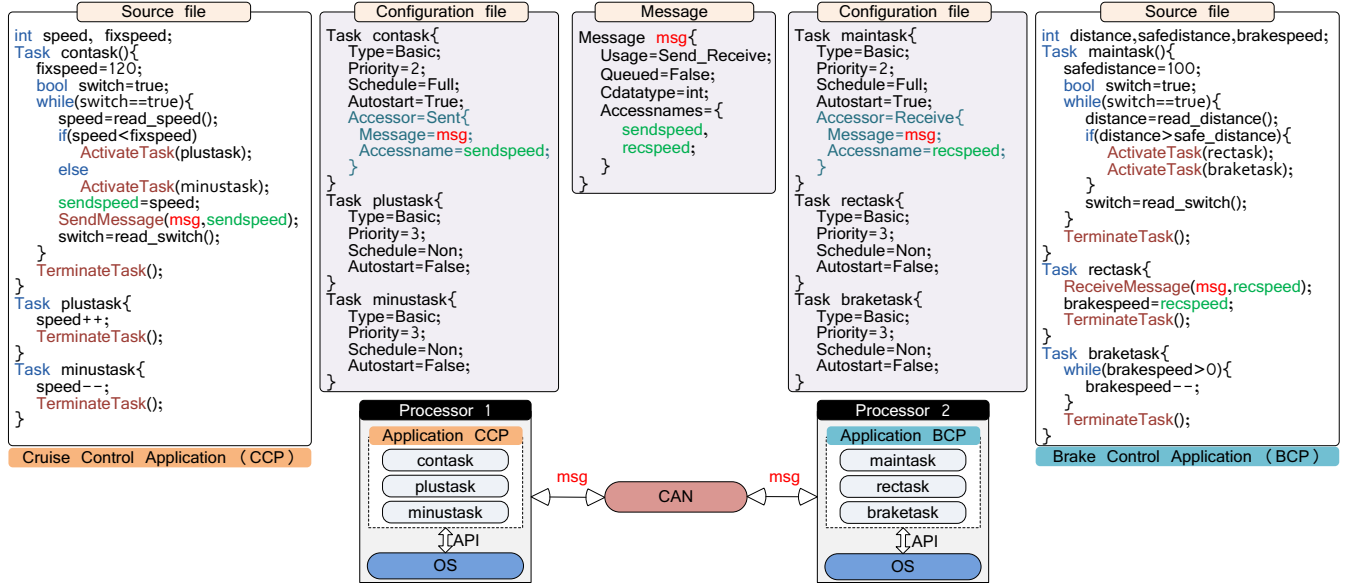 Source file
int speed, fixspeed;
Task contask(){
fixspeed=120;
bool switch=true;
while(switch==true){
speed=read_speed();
if(speed<fixspeed)
ActivateTask(plustask);
else
ActivateTask(minustask);
sendspeed=speed;
SendMessage(msg,sendspeed);
switch=read_switch();
}
TerminateTask();
}
Task plustask{
speed++;
TerminateTask();
}
Task minustask{
speed--;
TerminateTask();
}
Cruise Control Application (CCP)
Configuration file
Task contask{
Type=Basic;
Priority=2;
Schedule=Full;
Autostart=True;
Accessor=Sent{
Message=msg;
Accessname=sendspeed;
}
}
Task plustask{
Type=Basic;
Priority=3;
Schedule=Non;
Autostart=False;
}
Task minustask{
Type=Basic;
Priority=3;
Schedule=Non;
Autostart=False;
}
Message
Message msg{
Usage=Send_Receive;
Queued=False;
Cdatatype=int;
Accessnames={
sendspeed,
recspeed;
}
}
Configuration file
Task maintask{
Type=Basic;
Priority=2;
Schedule=Full;
Autostart=True;
Accessor=Receive{
Message=msg;
Accessname=recspeed;
}
}
Task rectask{
Type=Basic;
Priority=3;
Schedule=Non;
Autostart=False;
}
Task braketask{
Type=Basic;
Priority=3;
Schedule=Non;
Autostart=False;
}
Source file
int distance,safedistance,brakespeed;
Task maintask(){
safedistance=100;
bool switch=true;
while(switch==true){
distance=read_distance();
if(distance>safe_distance){
ActivateTask(rectask);
ActivateTask(braketask);
}
switch=read_switch();
}
TerminateTask();
}
Task rectask{
ReceiveMessage(msg,recspeed);
brakespeed=recspeed;
TerminateTask();
}
Task braketask{
while(brakespeed>0){
brakespeed--;
}
TerminateTask();
}
Brake Control Application (BCP)
Processor 1
Application CCP
contask
plustask
minustask
API
OS
msg
CAN
msg
Processor 2
Application BCP
maintask
rectask
braketask
API
OS